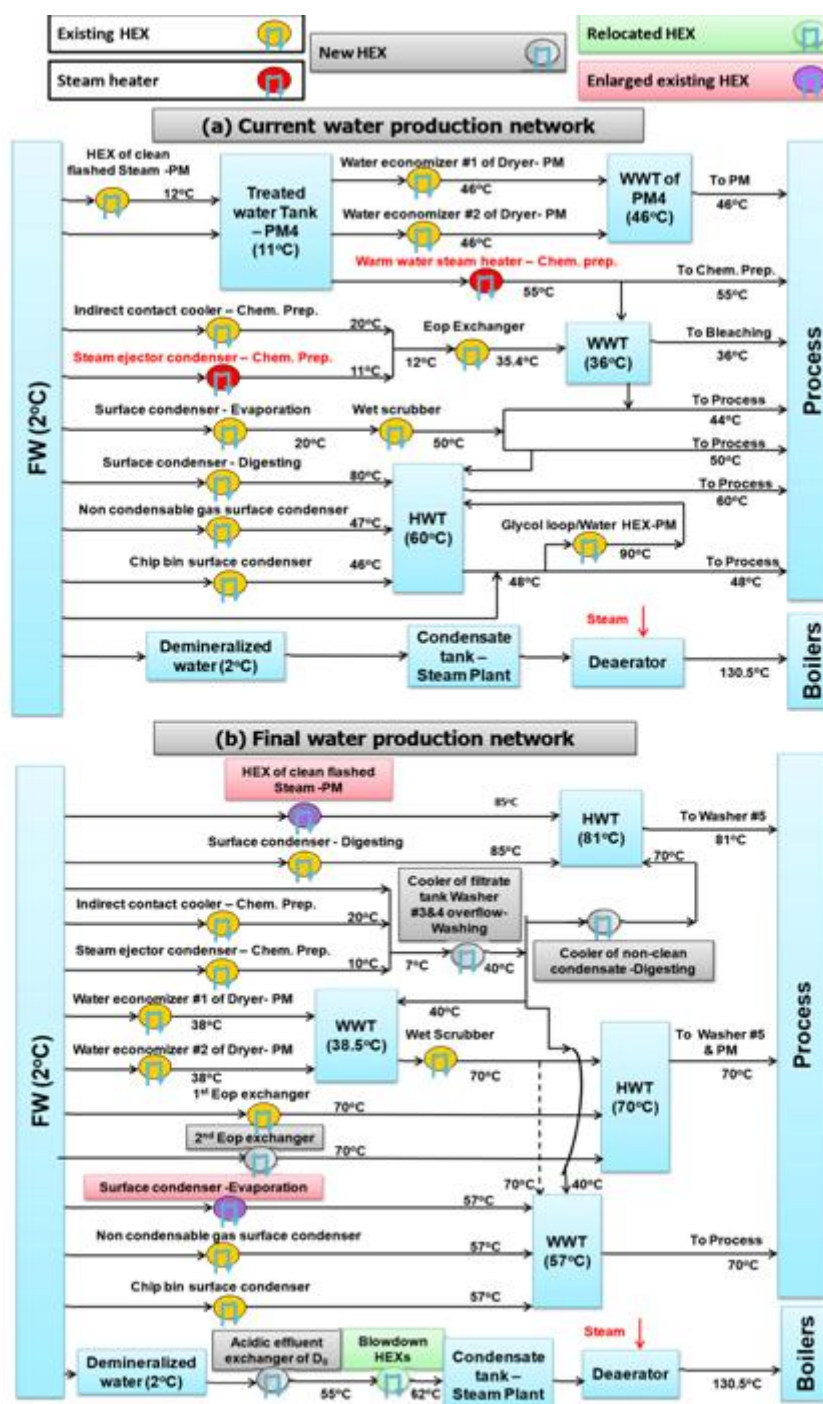 Existing HEX
New HEX
Relocated HEX
Steam heater
Enlarged existing HEX
(a) Current water production network
HEX of clean
flashed Steam -PM
12°C
Treated
water Tank
– PM4
(11°C)
Water economizer #1 of Dryer- PM
46°C
Water economizer #2 of Dryer- PM
46°C
WWT of
PM4
(46°C)
To PM
46°C
Warm water steam heater – Chem. prep.
55°C
To Chem. Prep.
55°C
Indirect contact cooler – Chem. Prep.
20°C
Steam ejector condenser – Chem. Prep.
11°C
12°C
Eop Exchanger
35.4°C
WWT
(36°C)
To Bleaching
36°C
Surface condenser - Evaporation
20°C
Wet scrubber
50°C
To Process
44°C
To Process
50°C
Surface condenser - Digesting
80°C
Non condensable gas surface condenser
47°C
Chip bin surface condenser
46°C
HWT
(60°C)
To Process
60°C
Glycol loop/Water HEX-PM
90°C
48°C
To Process
48°C
FW (2°C)
Process
Demineralized
water (2°C)
Condensate
tank –
Steam Plant
Steam
Deaerator
130.5°C
Boilers
(b) Final water production network
HEX of clean flashed
Steam -PM
85°C
HWT
(81°C)
To Washer #5
81°C
Surface condenser - Digesting
85°C
70°C
Indirect contact cooler – Chem. Prep.
20°C
Steam ejector condenser – Chem. Prep.
10°C
7°C
Cooler of filtrate
tank Washer
#3&4 overflow-
Washing
40°C
Cooler of non-clean
condensate -Digesting
Water economizer #1 of Dryer- PM
38°C
Water economizer #2 of Dryer- PM
38°C
WWT
(38.5°C)
40°C
Wet Scrubber
70°C
HWT
(70°C)
To Washer #5
& PM
70°C
1st Eop exchanger
70°C
2nd Eop exchanger
70°C
Surface condenser -Evaporation
57°C
70°C
40°C
Non condensable gas surface condenser
57°C
Chip bin surface condenser
57°C
WWT
(57°C)
To Process
70°C
FW (2°C)
Process
Demineralized
water (2°C)
Acidic effluent
exchanger of D0
55°C
Blowdown
HEXs
62°C
Condensate
tank –
Steam Plant
Steam
Deaerator
130.5°C
Boilers